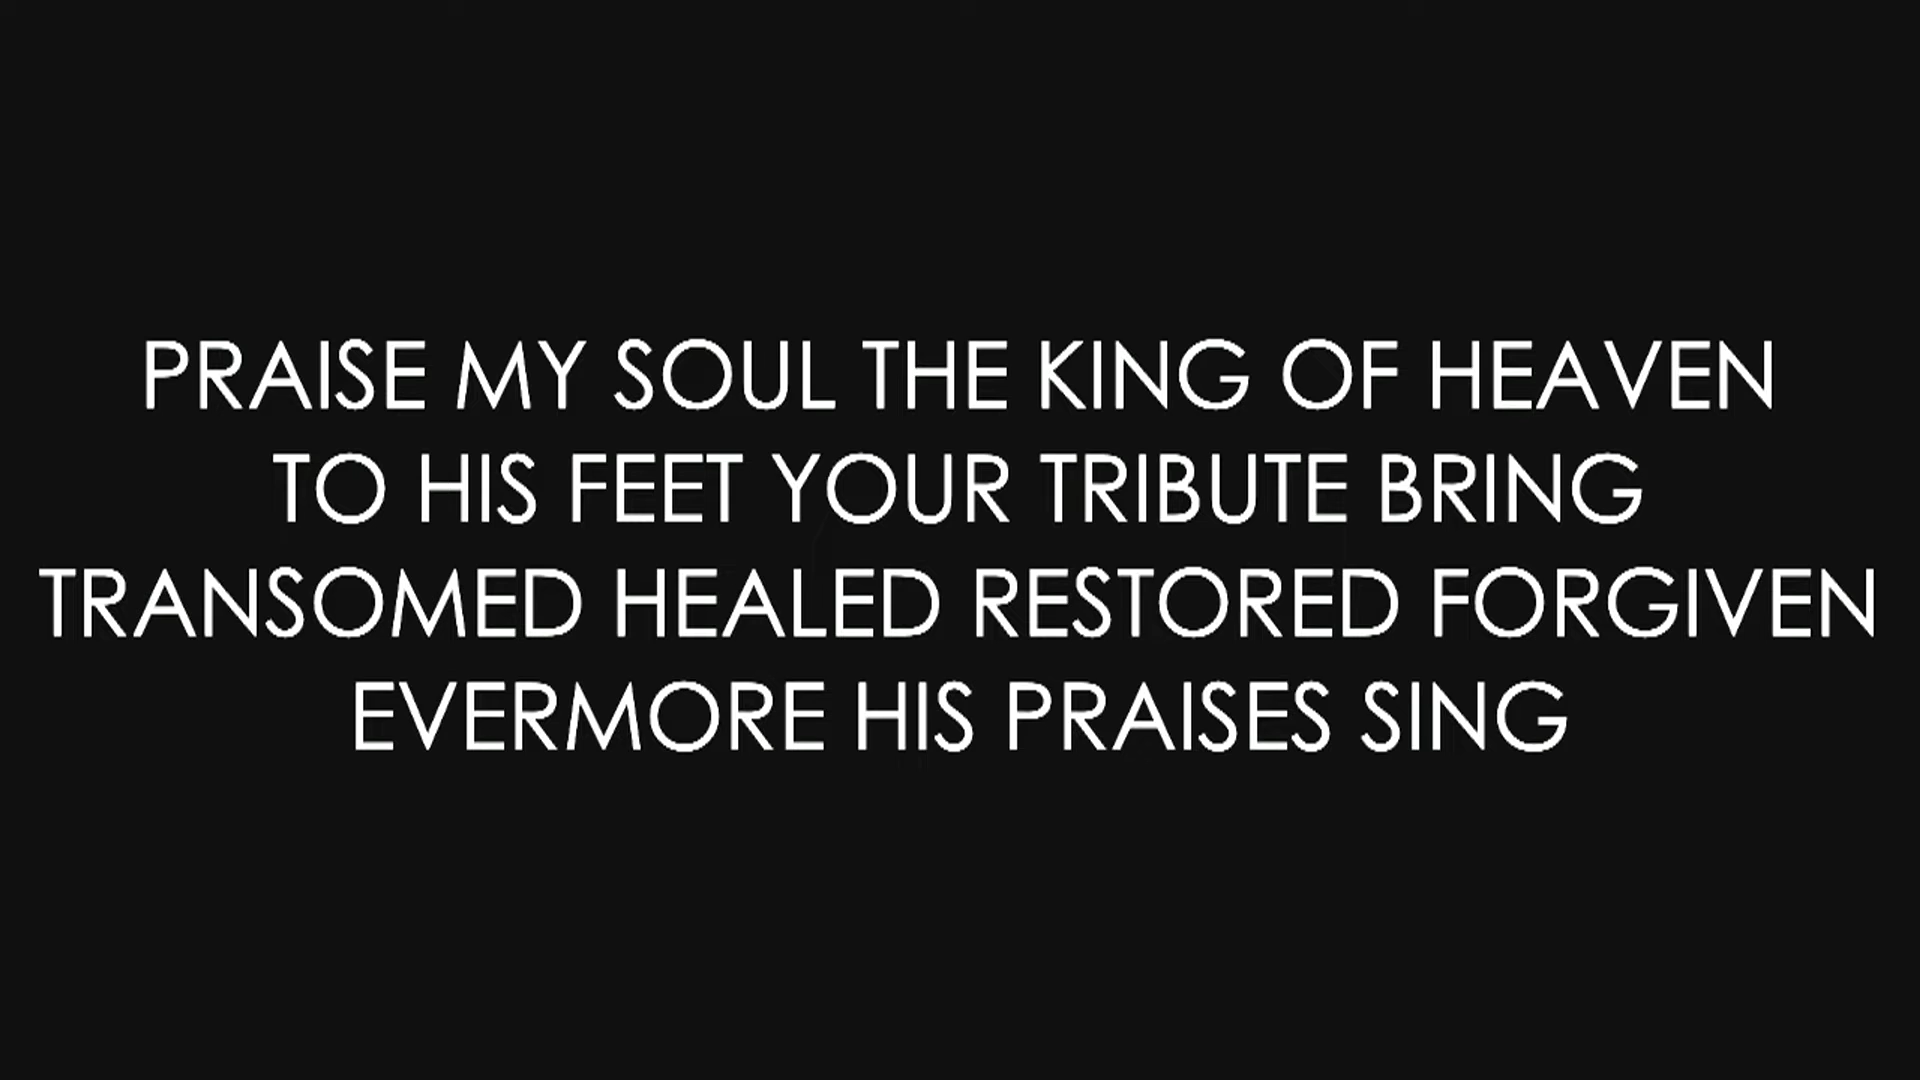 PRAISE MY SOUL THE KING OF HEAVEN
TO HIS FEET YOUR TRIBUTE BRING
TRANSOMED HEALED RESTORED FORGIVEN
EVERMORE HIS PRAISES SING